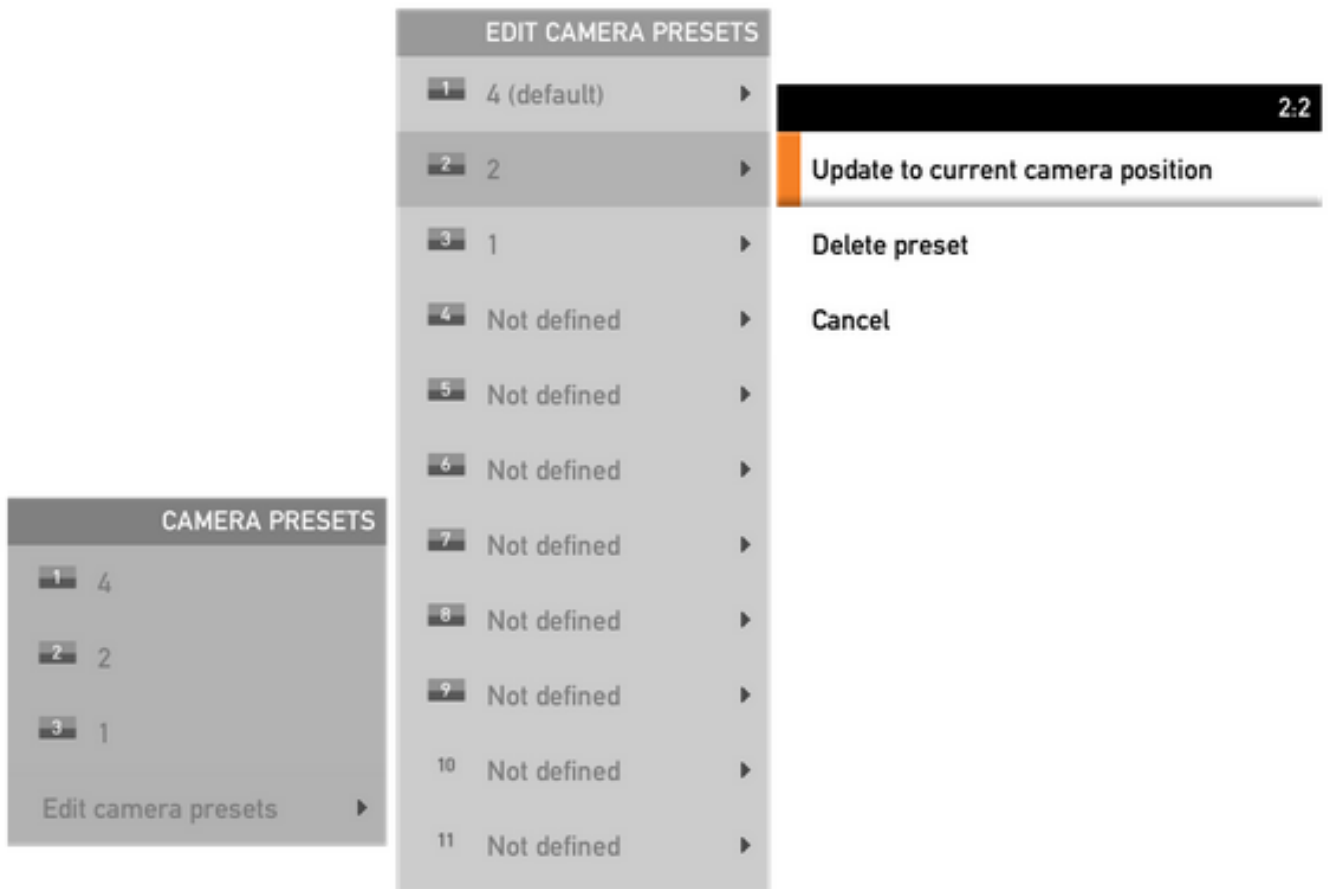 CAMERA PRESETS
1 4
2 2
3 1
Edit camera presets
EDIT CAMERA PRESETS
1 4 (default)
2 2
3 1
4 Not defined
5 Not defined
6 Not defined
7 Not defined
8 Not defined
9 Not defined
10 Not defined
11 Not defined
2:2
Update to current camera position
Delete preset
Cancel